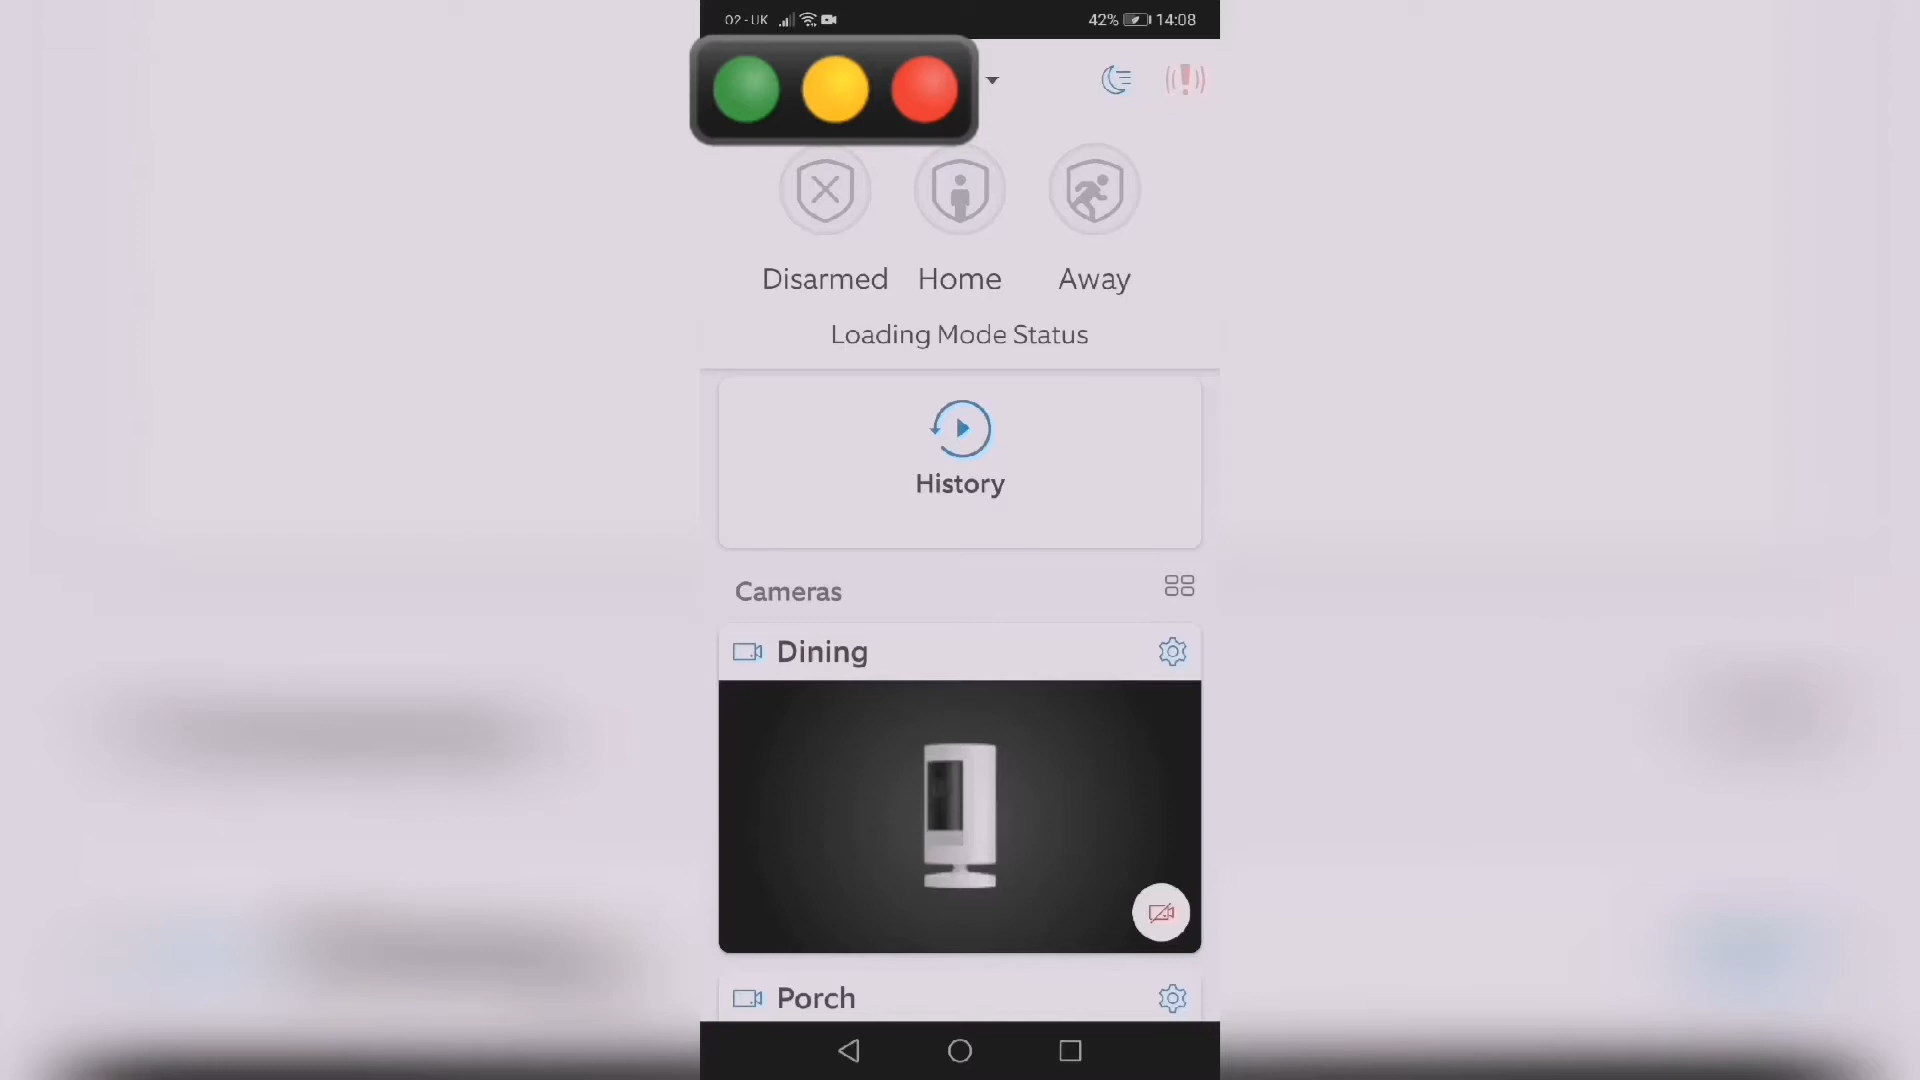 O2 - UK 42% 14:08
Disarmed Home Away
Loading Mode Status
History
Cameras
Dining
Porch